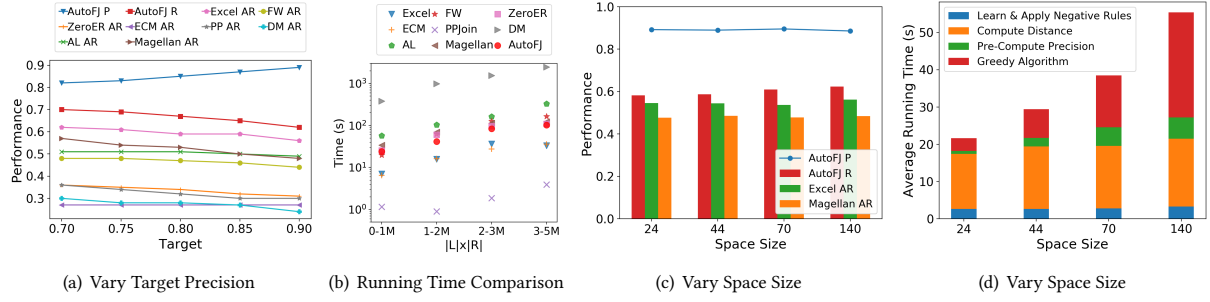 AutoFJ P AutoFJ R Excel AR FW AR
ZeroER AR ECM AR PP AR DM AR
AL AR Magellan AR
Performance
0.9
0.8
0.7
0.6
0.5
0.4
0.3
0.70 0.75 0.80 0.85 0.90
Target
(a) Vary Target Precision
Excel FW ZeroER
ECM PPJoin DM
AL Magellan AutoFJ
Time (s)
10³
10²
10¹
10⁰
0-1M 1-2M 2-3M 3-5M
|L|x|R|
(b) Running Time Comparison
Performance
1.0
0.8
0.6
0.4
0.2
0.0
AutoFJ P
AutoFJ R
Excel AR
Magellan AR
24 44 70 140
Space Size
(c) Vary Space Size
Average Running Time (s)
50
40
30
20
10
0
Learn & Apply Negative Rules
Compute Distance
Pre-Compute Precision
Greedy Algorithm
24 44 70 140
Space Size
(d) Vary Space Size